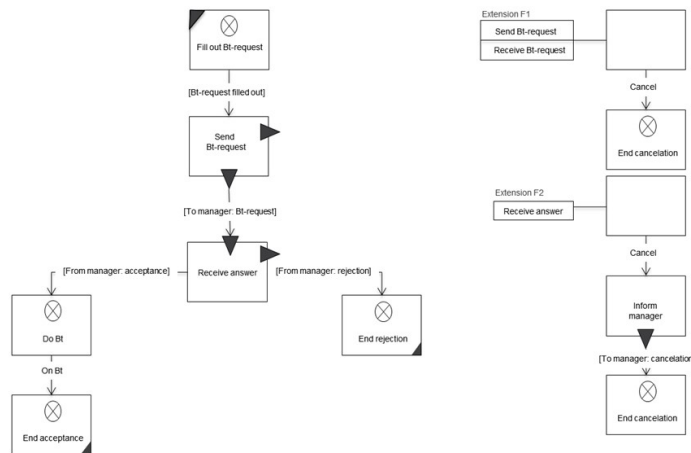 Fill out Bt-request
[Bt-request filled out]
Send
Bt-request
[To manager: Bt-request]
Receive answer
[From manager: acceptance]
[From manager: rejection]
Do Bt
End rejection
On Bt
End acceptance
Extension F1
Send Bt-request
Receive Bt-request
Cancel
End cancelation
Extension F2
Receive answer
Cancel
Inform
manager
[To manager: cancelation
End cancelation